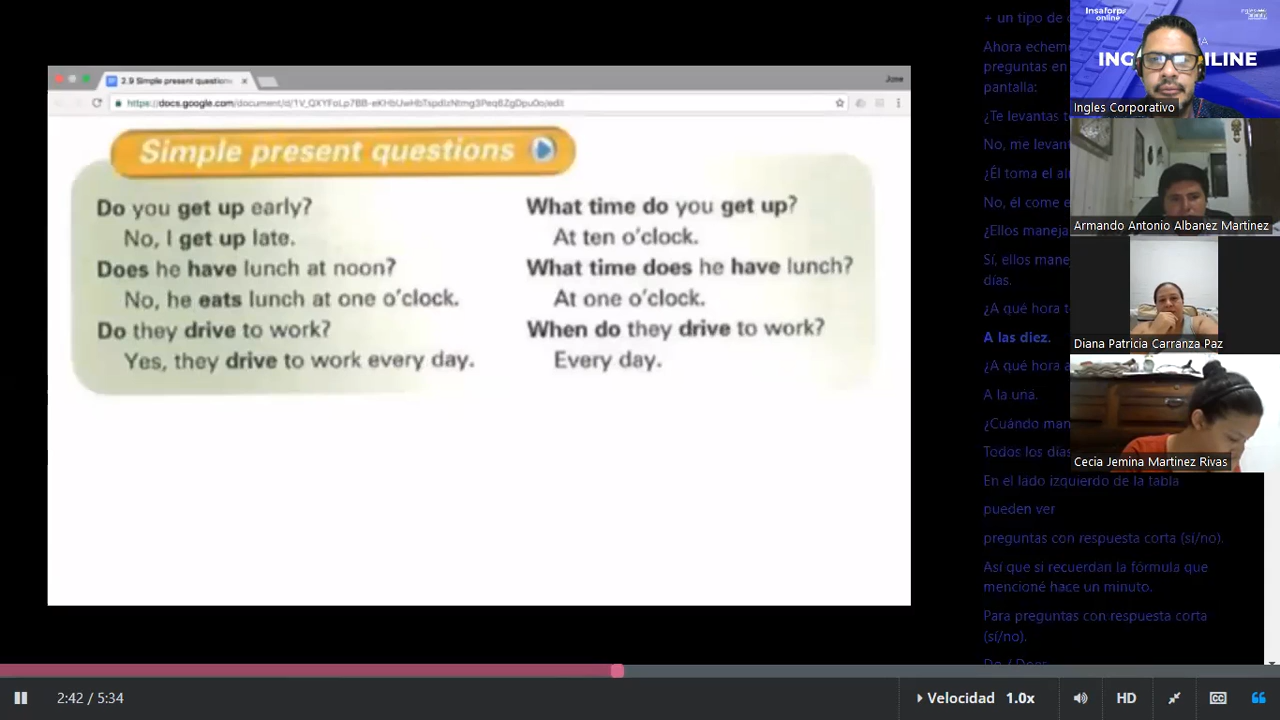 2.9 Simple present question
Jose
Simple present questions
Do you get up early?
No, I get up late.
Does he have lunch at noon?
No, he eats lunch at one o'clock.
Do they drive to work?
Yes, they drive to work every day.
What time do you get up?
At ten o'clock.
What time does he have lunch?
At one o'clock.
When do they drive to work?
Every day.
+ un tipo de
Ahora
preguntas en
pantalla:
¿Te levantas
No, me
¿Él toma el
No, él come
¿Ellos
Sí, ellos
días.
¿A qué hora
A las diez.
¿A qué hora
A la una.
¿Cuándo
Todos los días
En el lado izquierdo de la tabla
pueden ver
preguntas con respuesta corta (sí/no).
Así que si recuerdan la fórmula que
mencioné hace un minuto.
Para preguntas con respuesta corta
(sí/no).
Do / Does
Insaforp
online
Ingles Corporativo
Armando Antonio Albanez Martinez
Diana Patricia Carranza Paz
Cecia Jemina Martinez Rivas
2:42 / 5:34
Velocidad 1.0x
HD
CC